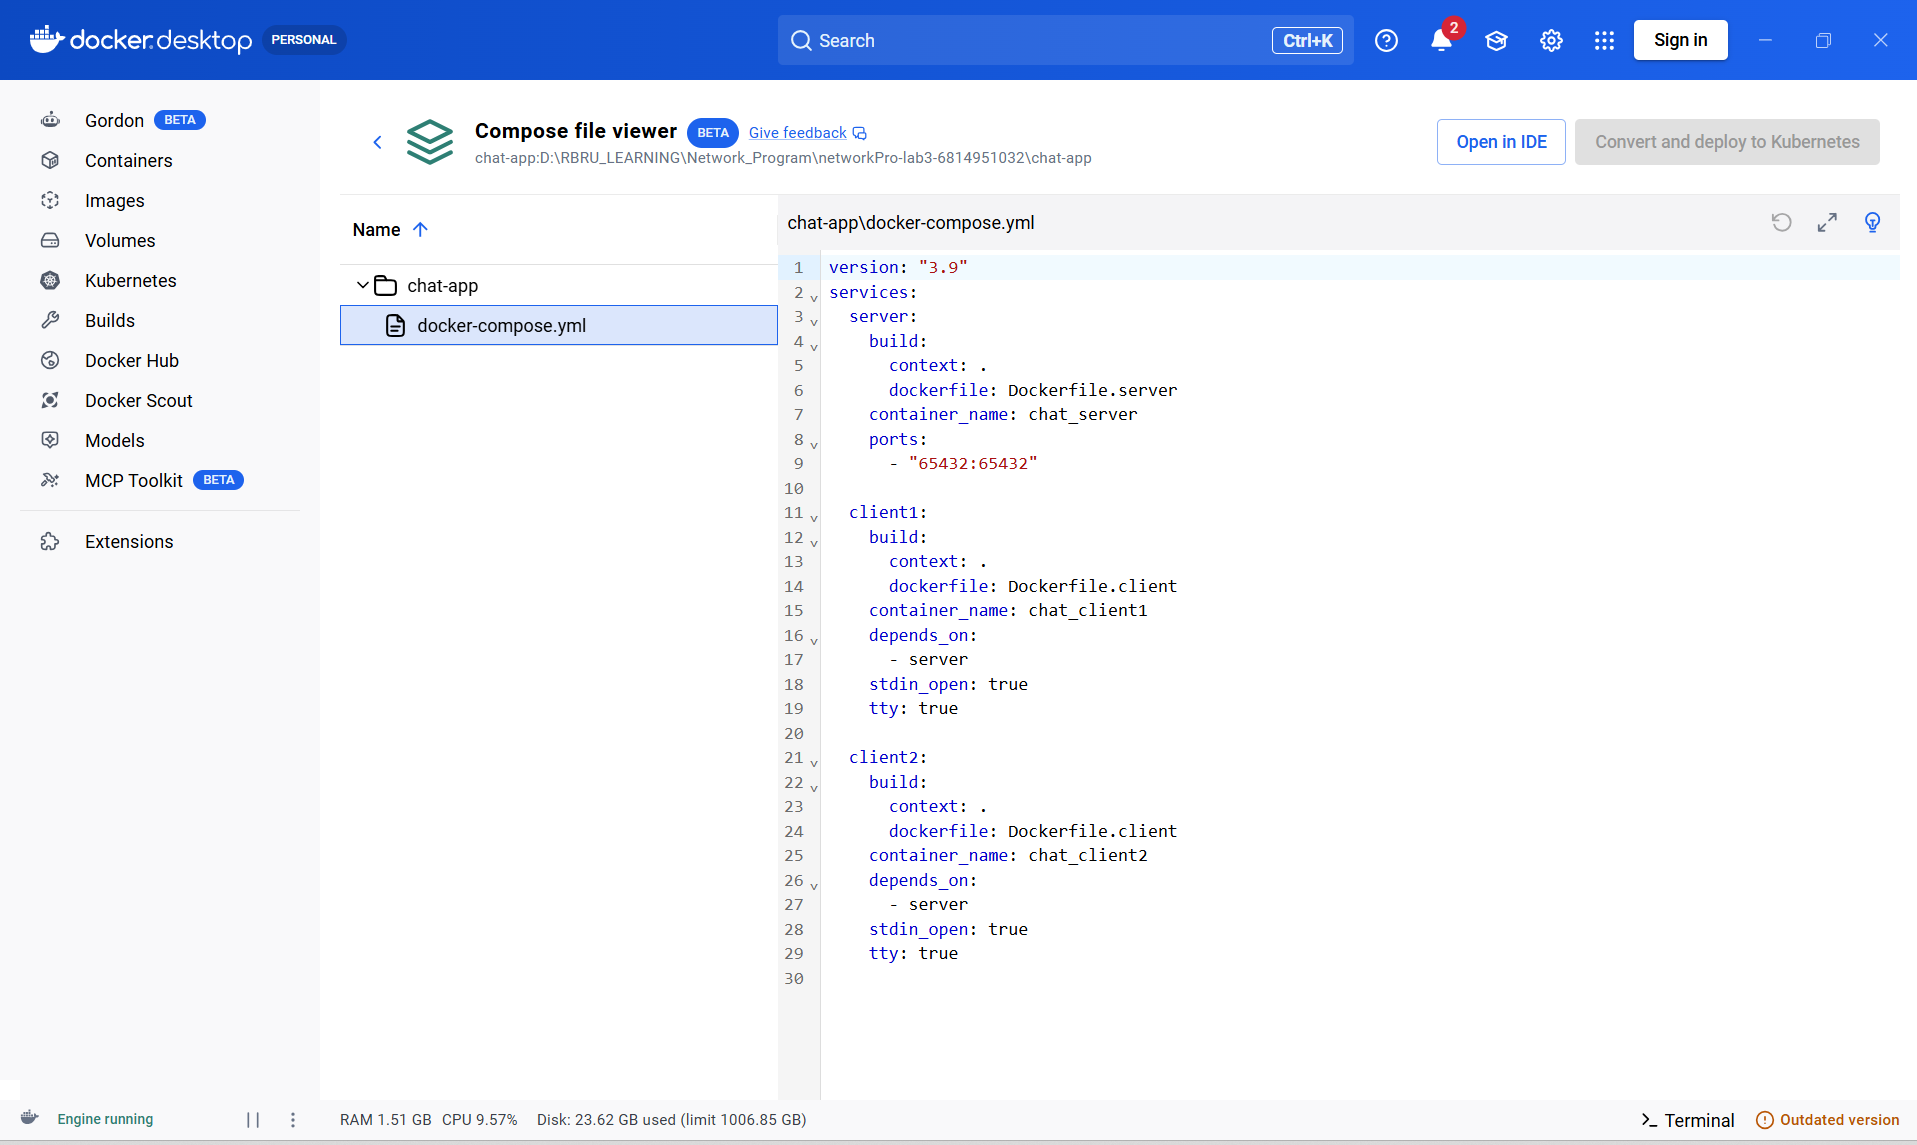 docker.desktop PERSONAL
Search Ctrl+K
2
Sign in
Gordon BETA
Containers
Images
Volumes
Kubernetes
Builds
Docker Hub
Docker Scout
Models
MCP Toolkit BETA
Extensions
Compose file viewer BETA Give feedback
chat-app:D:\RBRU_LEARNING\Network_Program\networkPro-lab3-6814951032\chat-app
Open in IDE
Convert and deploy to Kubernetes
Name
chat-app
docker-compose.yml
chat-app\docker-compose.yml
1 version: "3.9"
2 services:
3 server:
4 build:
5 context: .
6 dockerfile: Dockerfile.server
7 container_name: chat_server
8 ports:
9 - "65432:65432"
10
11 client1:
12 build:
13 context: .
14 dockerfile: Dockerfile.client
15 container_name: chat_client1
16 depends_on:
17 - server
18 stdin_open: true
19 tty: true
20
21 client2:
22 build:
23 context: .
24 dockerfile: Dockerfile.client
25 container_name: chat_client2
26 depends_on:
27 - server
28 stdin_open: true
29 tty: true
30
Engine running
RAM 1.51 GB CPU 9.57% Disk: 23.62 GB used (limit 1006.85 GB)
Terminal
Outdated version